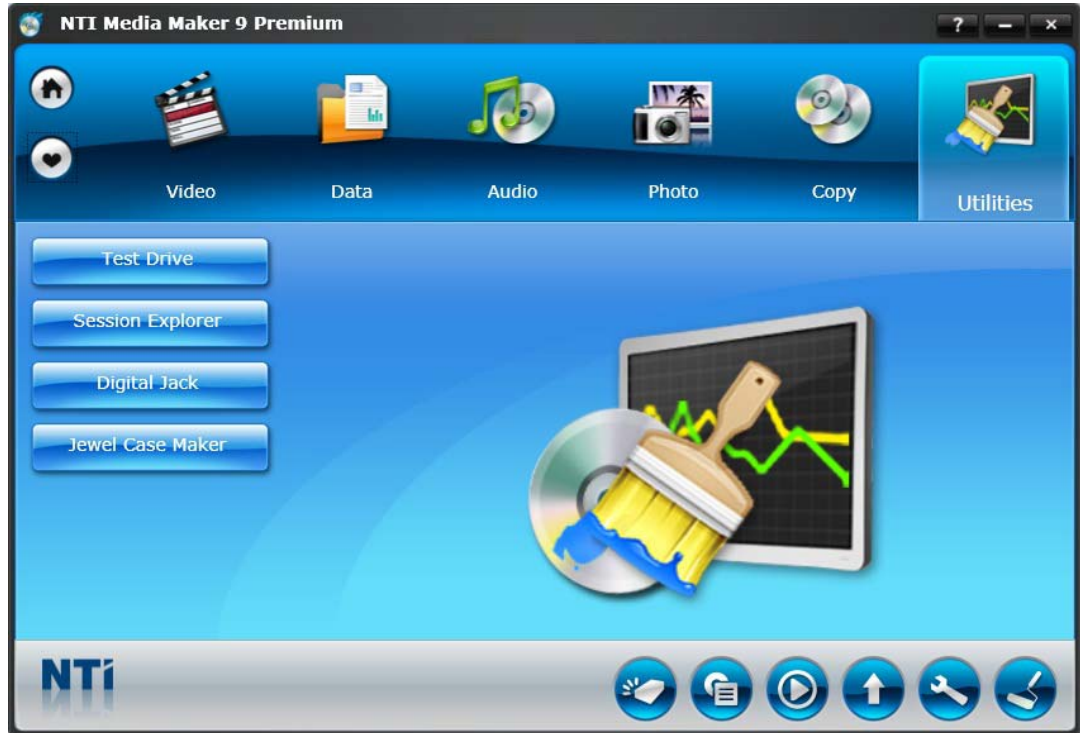 NTI Media Maker 9 Premium
? – ×
Video Data Audio Photo Copy Utilities
Test Drive
Session Explorer
Digital Jack
Jewel Case Maker
NTi